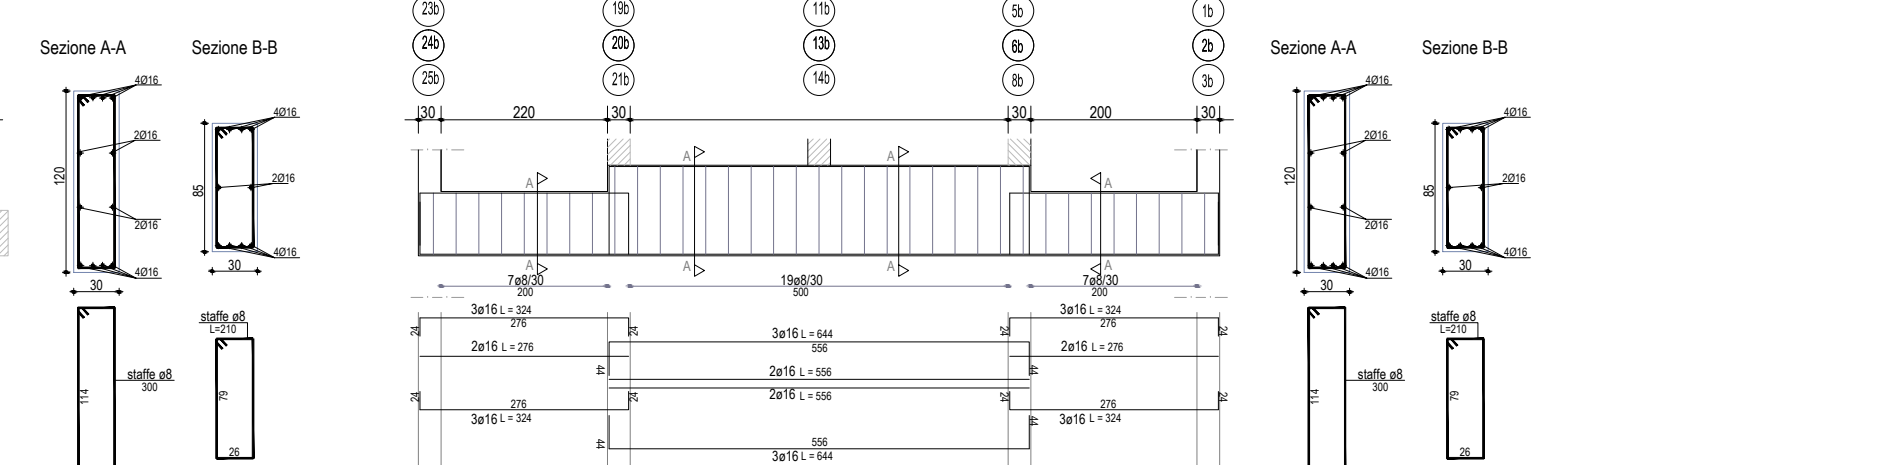 Sezione A-A
Sezione B-B
4Ø16
2Ø16
2Ø16
4Ø16
120
30
4Ø16
2Ø16
4Ø16
85
30
114
staffe ø8
300
staffe ø8
L=210
79
26
23b
19b
11b
5b
1b
24b
20b
13b
6b
2b
25b
21b
14b
8b
3b
30
220
30
30
200
30
A
A
A
A
A
A
A
A
A
A
7ø8/30
200
19ø8/30
500
7ø8/30
200
3ø16 L = 324
276
24
24
2ø16 L = 276
24
24
276
3ø16 L = 324
3ø16 L = 644
556
44
44
2ø16 L = 556
2ø16 L = 556
44
44
556
3ø16 L = 644
3ø16 L = 324
276
24
24
2ø16 L = 276
24
24
276
3ø16 L = 324
Sezione A-A
Sezione B-B
4Ø16
2Ø16
2Ø16
4Ø16
120
30
4Ø16
2Ø16
4Ø16
85
30
114
staffe ø8
300
staffe ø8
L=210
79
26